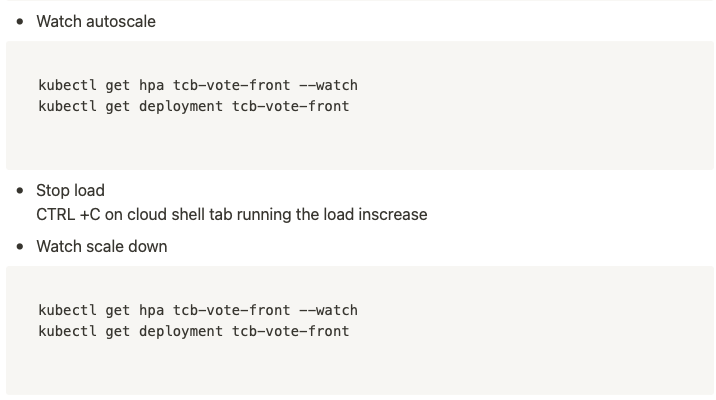 Watch autoscale
kubectl get hpa tcb-vote-front --watch
kubectl get deployment tcb-vote-front
Stop load
CTRL +C on cloud shell tab running the load inscrease
Watch scale down
kubectl get hpa tcb-vote-front --watch
kubectl get deployment tcb-vote-front